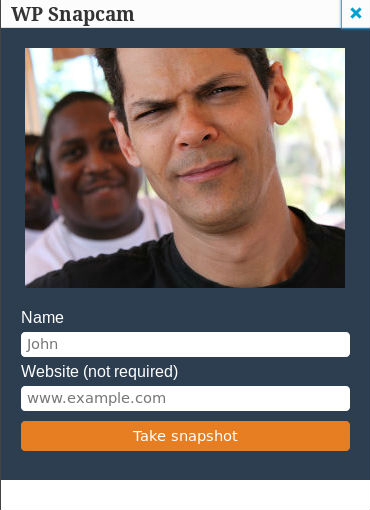 WP Snapcam
Name
John
Website (not required)
www.example.com
Take snapshot